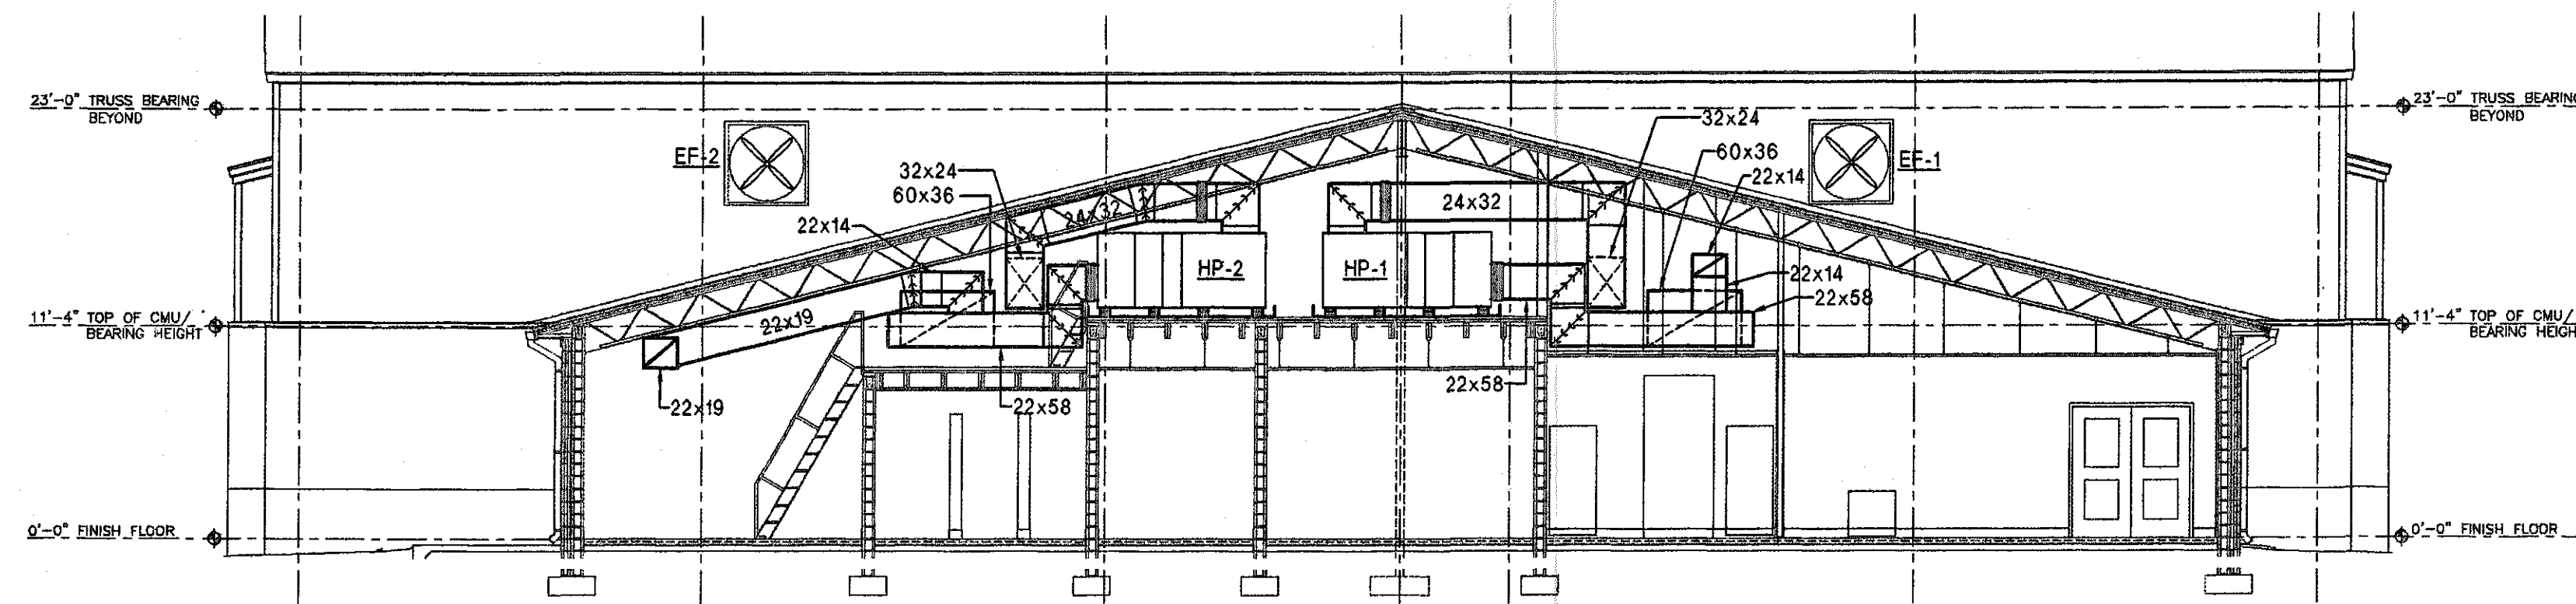 23'-0" TRUSS BEARING
BEYOND
EF-2
32x24
60x36
22x14
24x32
HP-2
HP-1
24x32
32x24
60x36
22x14
EF-1
23'-0" TRUSS BEARING
BEYOND
22x14
22x58
11'-4" TOP OF CMU/
BEARING HEIGHT
22x19
22x19
22x58
22x58
11'-4" TOP OF CMU/
BEARING HEIGH
0'-0" FINISH FLOOR
0'-0" FINISH FLOOR